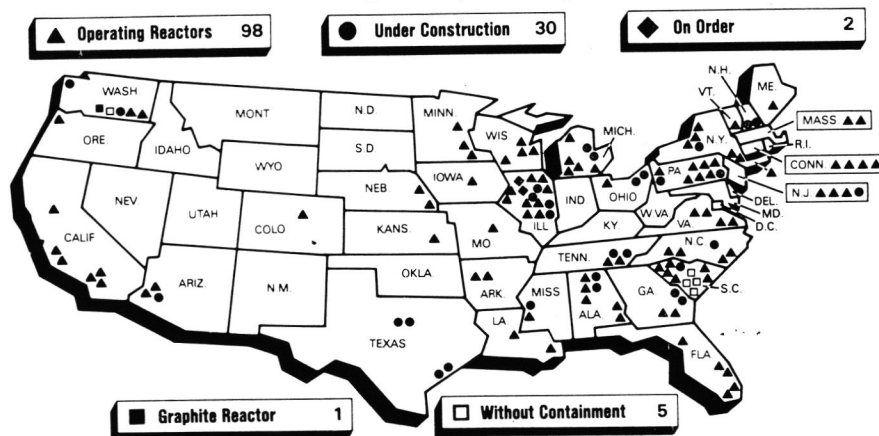 Operating Reactors 98
Under Construction 30
On Order 2
WASH
MONT
N.D.
MINN.
N.H.
VT.
ME.
ORE.
IDAHO
S.D.
WIS.
MICH.
N.Y.
MASS
R.I.
WYO
CONN
NEB.
IOWA
PA.
N.J.
NEV.
UTAH
COLO
KANS.
MO
ILL
IND.
OHIO
W.VA.
VA.
DEL.
MD.
D.C.
CALIF
KY.
N.C.
ARIZ.
N.M.
OKLA.
ARK.
TENN.
S.C.
TEXAS
LA
MISS
ALA.
GA.
FLA
Graphite Reactor 1
Without Containment 5